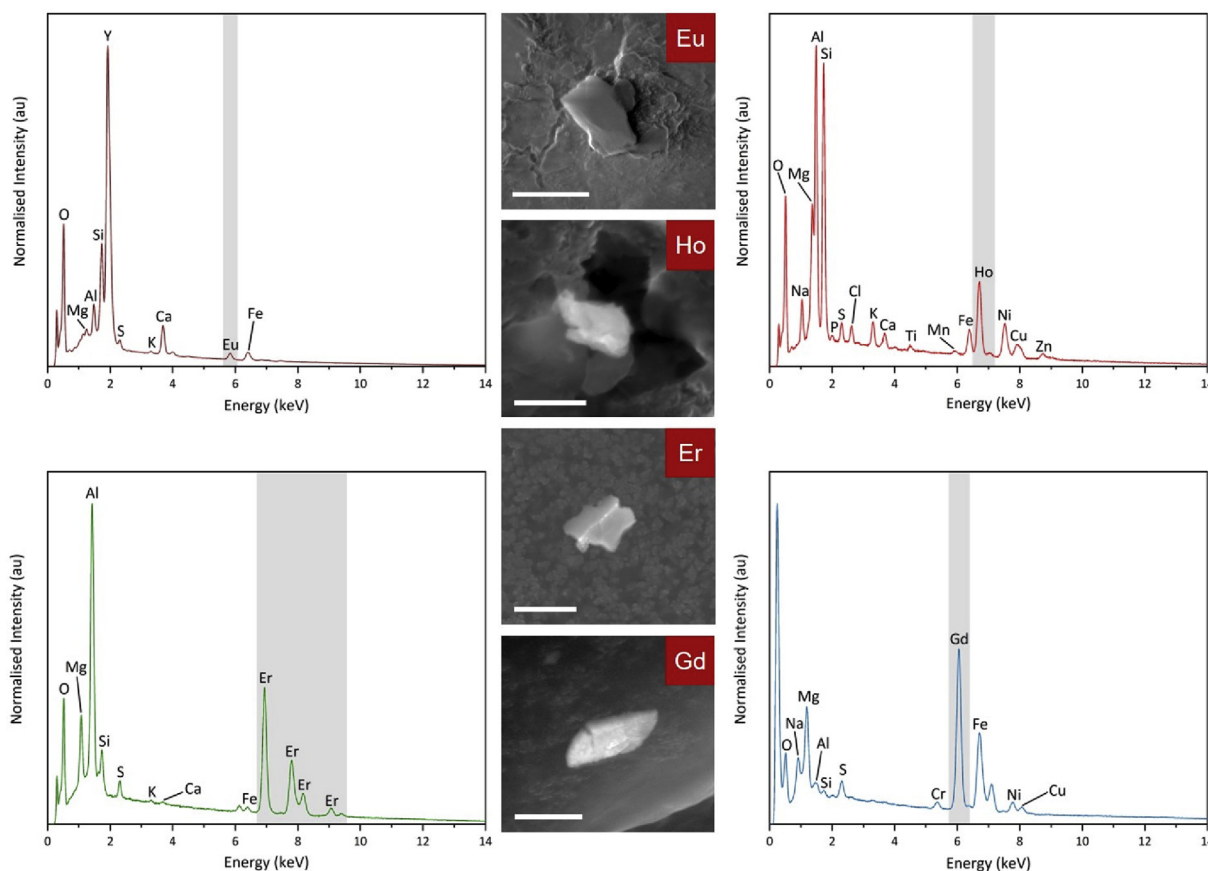 Normalised Intensity (au)
Y
O
Si
Al
Mg
S
K
Ca
Eu
Fe
0 2 4 6 8 10 12 14
Energy (keV)
Eu
Ho
Er
Gd
Normalised Intensity (au)
Al
Si
O
Mg
Na
P
S
Cl
K
Ca
Ti
Mn
Fe
Ho
Ni
Cu
Zn
0 2 4 6 8 10 12 14
Energy (keV)
Normalised Intensity (au)
Al
Mg
O
Si
S
K
Ca
Fe
Er
Er
Er
Er
0 2 4 6 8 10 12 14
Energy (keV)
Normalised Intensity (au)
Gd
Mg
Na
O
Al
Si
S
Cr
Fe
Ni
Cu
0 2 4 6 8 10 12 14
Energy (keV)